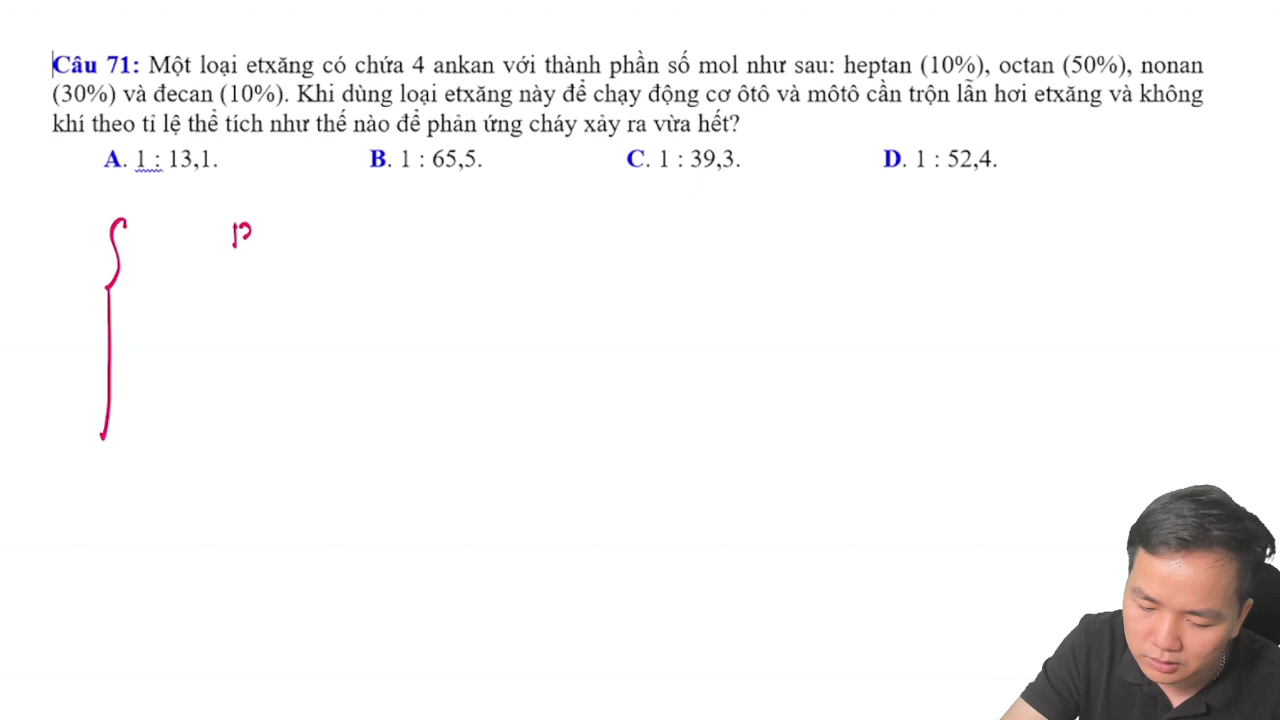 Câu 71: Một loại etxăng có chứa 4 ankan với thành phần số mol như sau: heptan (10%), octan (50%), nonan
(30%) và đecan (10%). Khi dùng loại etxăng này để chạy động cơ ôtô và môtô cần trộn lẫn hơi etxăng và không
khí theo tỉ lệ thể tích như thế nào để phản ứng cháy xảy ra vừa hết?
A. 1 : 13,1. B. 1 : 65,5. C. 1 : 39,3. D. 1 : 52,4.